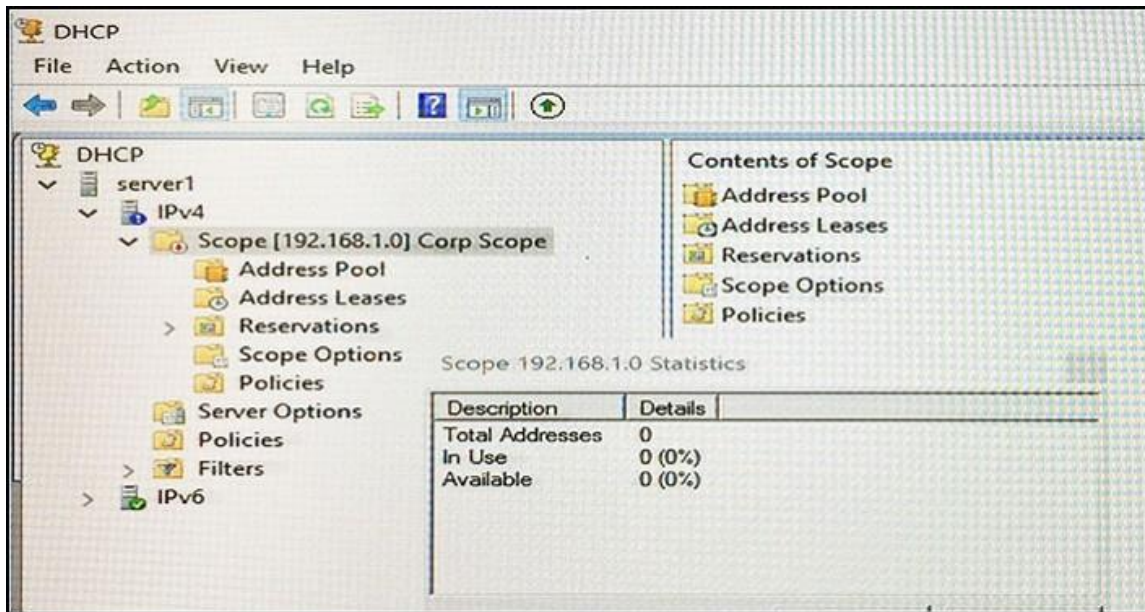 DHCP
File Action View Help
DHCP
server1
IPv4
Scope [192.168.1.0] Corp Scope
Address Pool
Address Leases
Reservations
Scope Options
Policies
Server Options
Policies
Filters
IPv6
Contents of Scope
Address Pool
Address Leases
Reservations
Scope Options
Policies
Scope 192.168.1.0 Statistics
Description Details
Total Addresses 0
In Use 0 (0%)
Available 0 (0%)